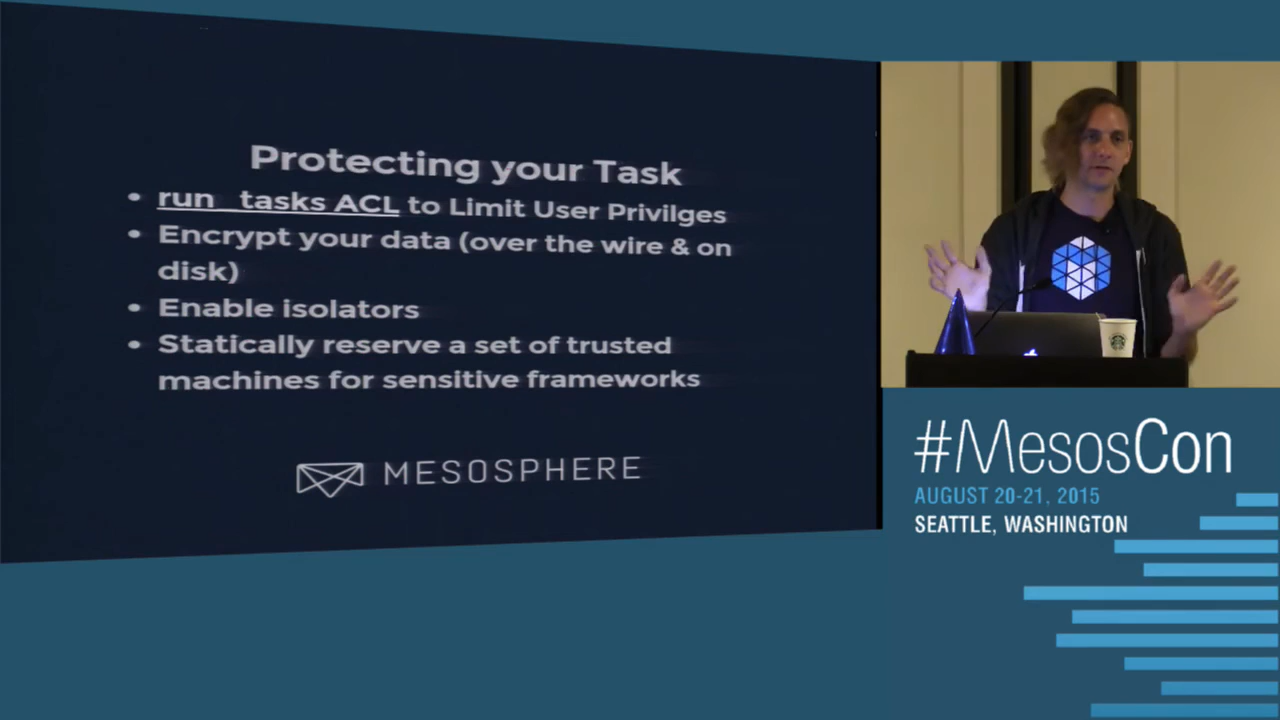 Protecting your Task
• run_tasks ACL to Limit User Privilges
• Encrypt your data (over the wire & on
disk)
• Enable isolators
• Statically reserve a set of trusted
machines for sensitive frameworks
MESOSPHERE
#MesosCon
AUGUST 20-21, 2015
SEATTLE, WASHINGTON